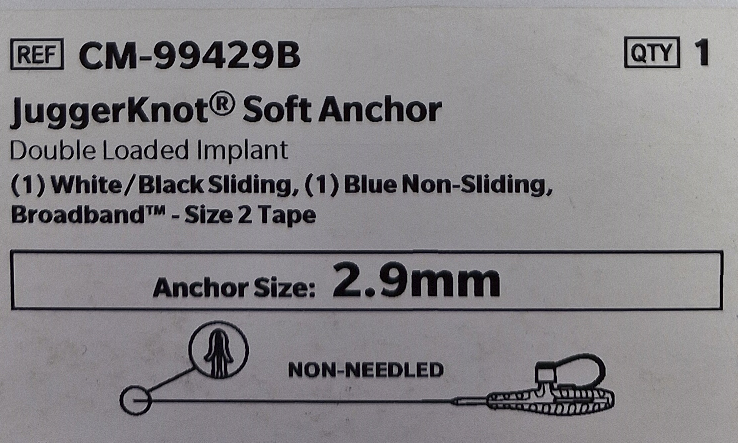 REF CM-99429B QTY 1
JuggerKnot® Soft Anchor
Double Loaded Implant
(1) White/Black Sliding, (1) Blue Non-Sliding,
Broadband™ - Size 2 Tape
Anchor Size: 2.9mm
NON-NEEDLED